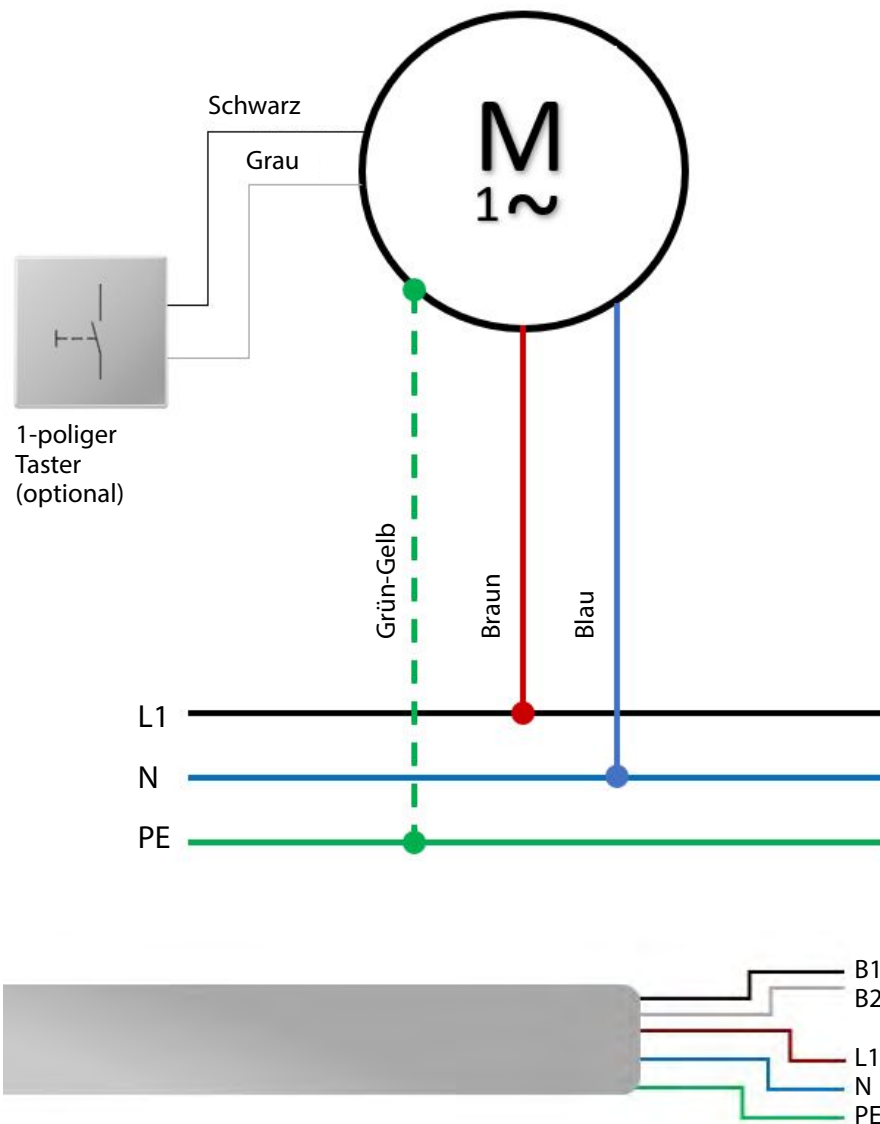 Schwarz
Grau
M
1~
1-poliger
Taster
(optional)
Grün-Gelb
Braun
Blau
L1
N
PE
B1
B2
L1
N
PE